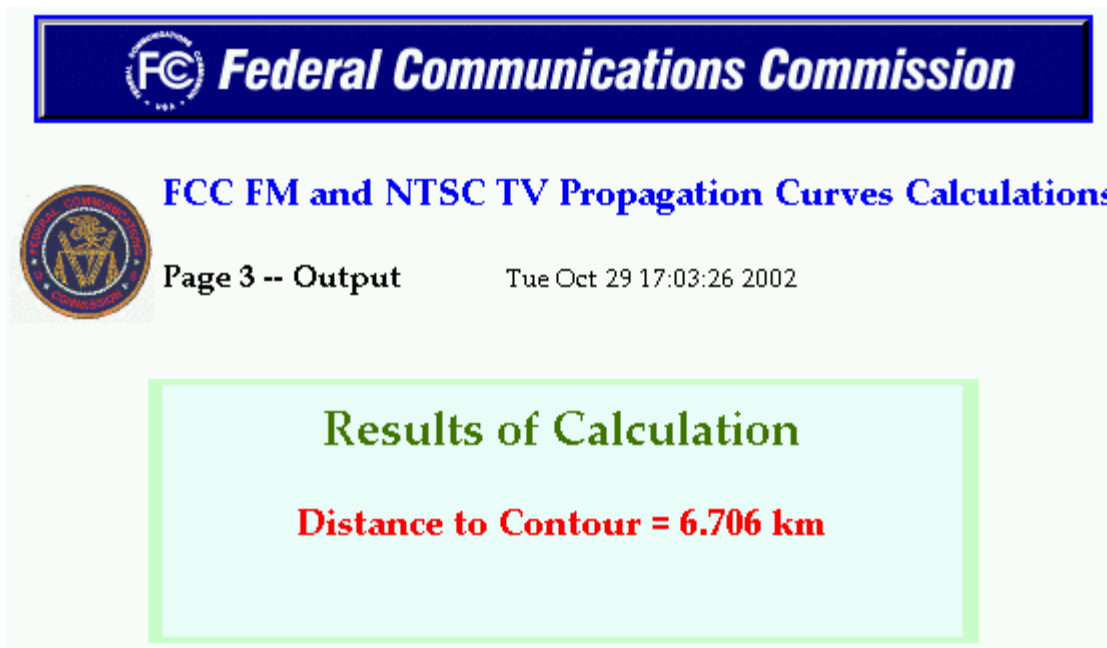 FCC Federal Communications Commission
FCC FM and NTSC TV Propagation Curves Calculations
Page 3 -- Output Tue Oct 29 17:03:26 2002
Results of Calculation
Distance to Contour = 6.706 km